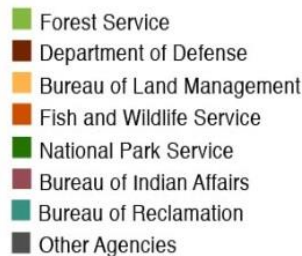 Forest Service
Department of Defense
Bureau of Land Management
Fish and Wildlife Service
National Park Service
Bureau of Indian Affairs
Bureau of Reclamation
Other Agencies